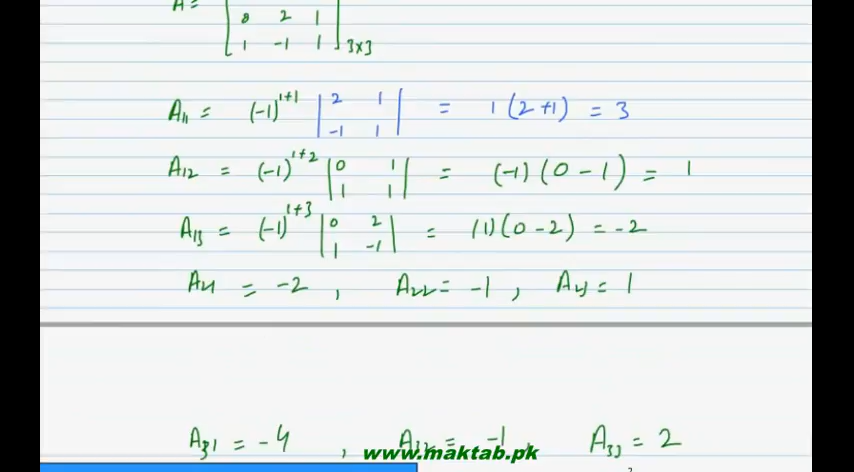 A =
0 2 1
1 -1 1 3×3
A11 = (-1)^1+1 | 2 1 | = 1 (2+1) = 3
-1 1
A12 = (-1)^1+2 | 0 1 | = (-1) (0 - 1) = 1
1 1
A13 = (-1)^1+3 | 0 2 | = (1)(0-2) = -2
1 -1
A21 = -2 , A22 = -1 , A23 = 1
A31 = -4 , A32 = -1, A33 = 2
www.maktab.pk